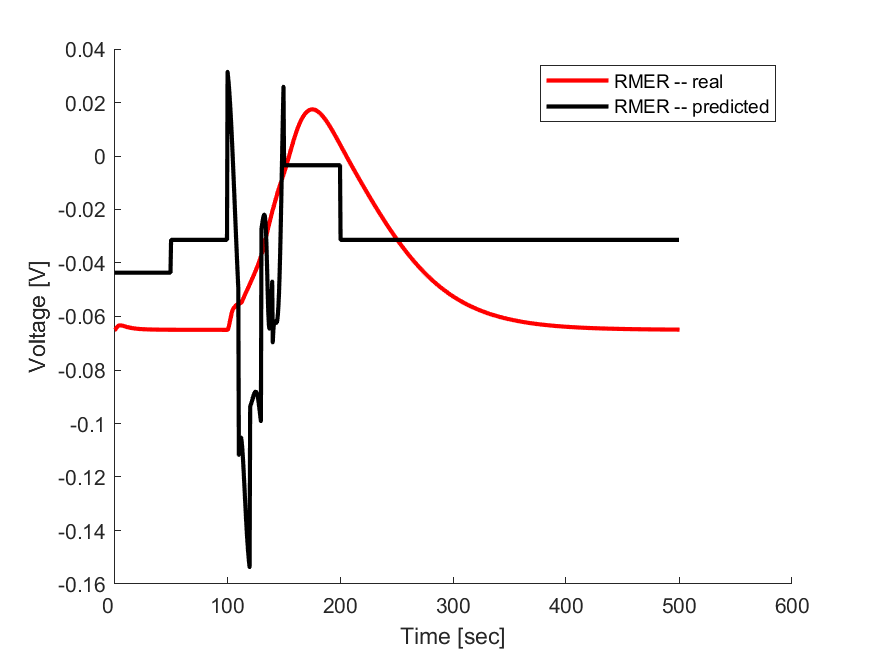 0.04
0.02
0
-0.02
-0.04
-0.06
-0.08
-0.1
-0.12
-0.14
-0.16
Voltage [V]
RMER -- real
RMER -- predicted
0 100 200 300 400 500 600
Time [sec]